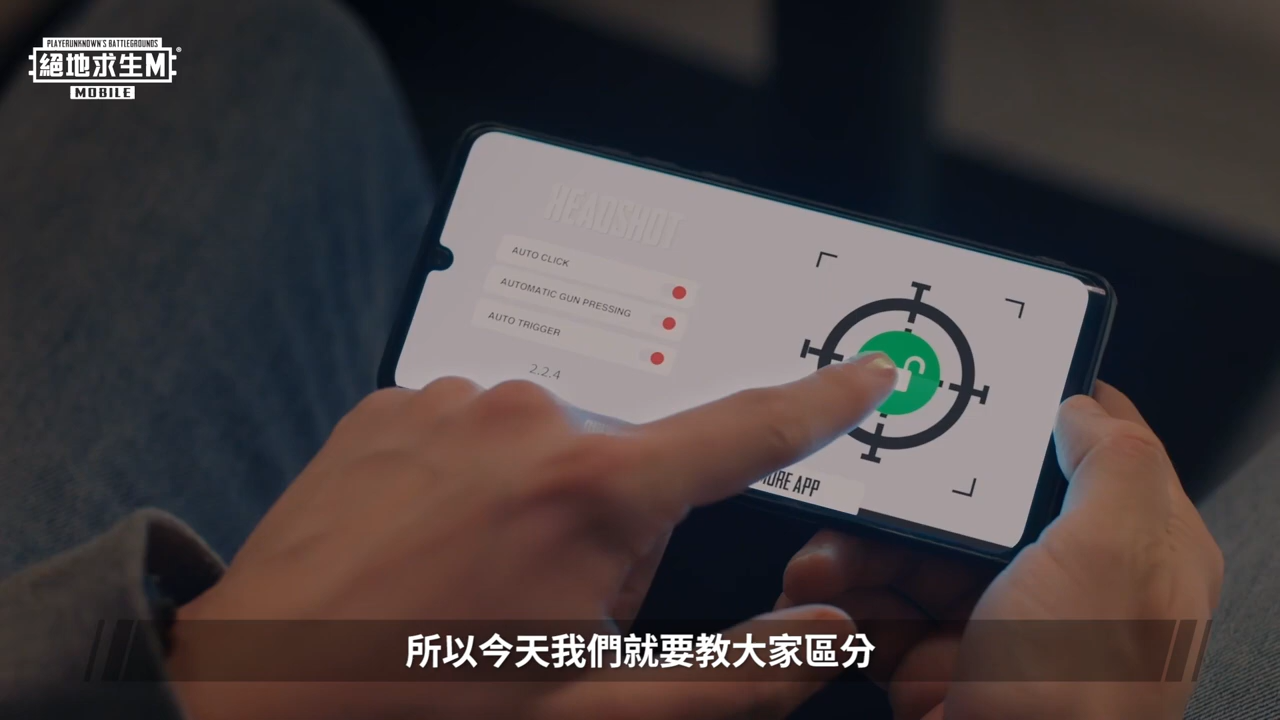 PLAYERUNKNOWN'S BATTLEGROUNDS
絕地求生M
MOBILE
HEADSHOT
AUTO CLICK
AUTOMATIC GUN PRESSING
AUTO TRIGGER
2.2.4
MORE APP
所以今天我們就要教大家區分